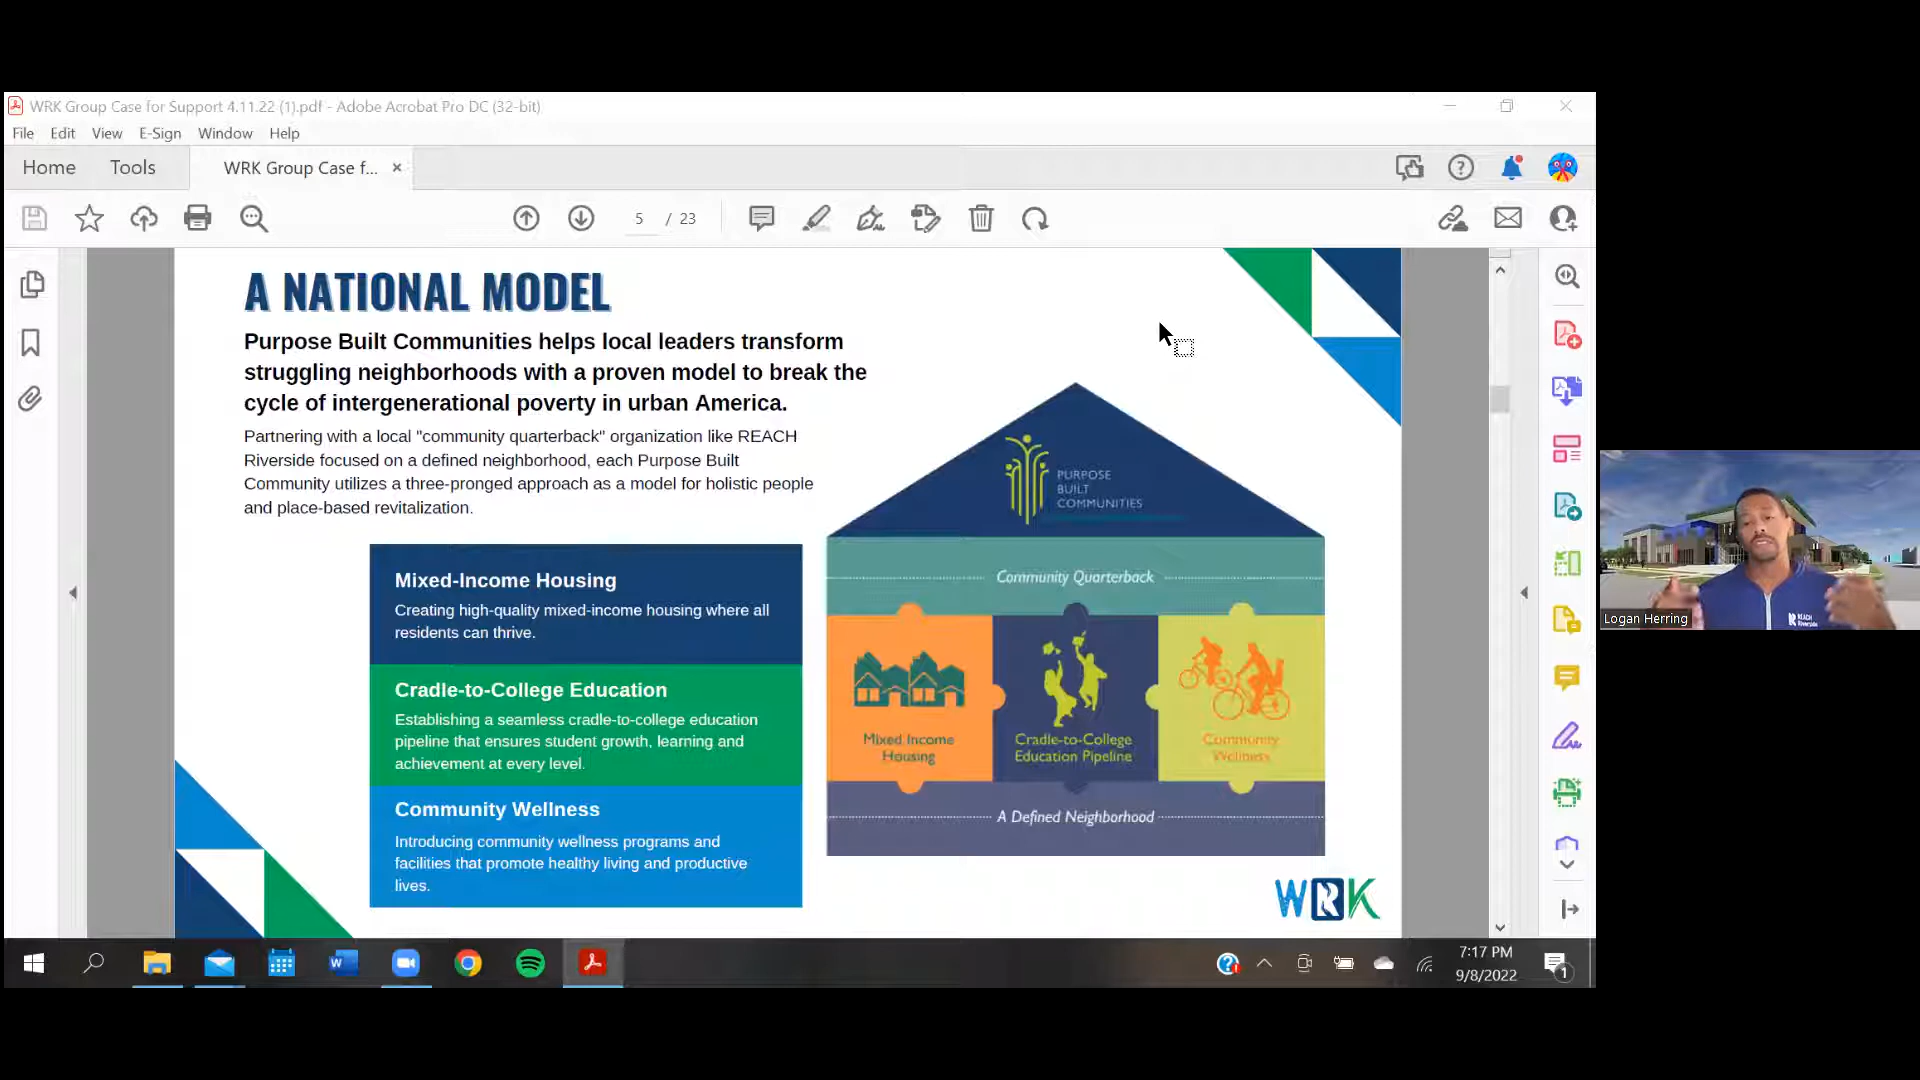 WRK Group Case for Support 4.11.22 (1).pdf - Adobe Acrobat Pro DC (32-bit)
File Edit View E-Sign Window Help
Home Tools WRK Group Case f... ×
5 / 23
A NATIONAL MODEL
Purpose Built Communities helps local leaders transform
struggling neighborhoods with a proven model to break the
cycle of intergenerational poverty in urban America.
Partnering with a local "community quarterback" organization like REACH
Riverside focused on a defined neighborhood, each Purpose Built
Community utilizes a three-pronged approach as a model for holistic people
and place-based revitalization.
Mixed-Income Housing
Creating high-quality mixed-income housing where all
residents can thrive.
Cradle-to-College Education
Establishing a seamless cradle-to-college education
pipeline that ensures student growth, learning and
achievement at every level.
Community Wellness
Introducing community wellness programs and
facilities that promote healthy living and productive
lives.
PURPOSE
BUILT
COMMUNITIES
Community Quarterback
Mixed Income
Housing
Cradle-to-College
Education Pipeline
Community
Wellness
A Defined Neighborhood
WRK
REACH
Riverside
Logan Herring
7:17 PM
9/8/2022
1